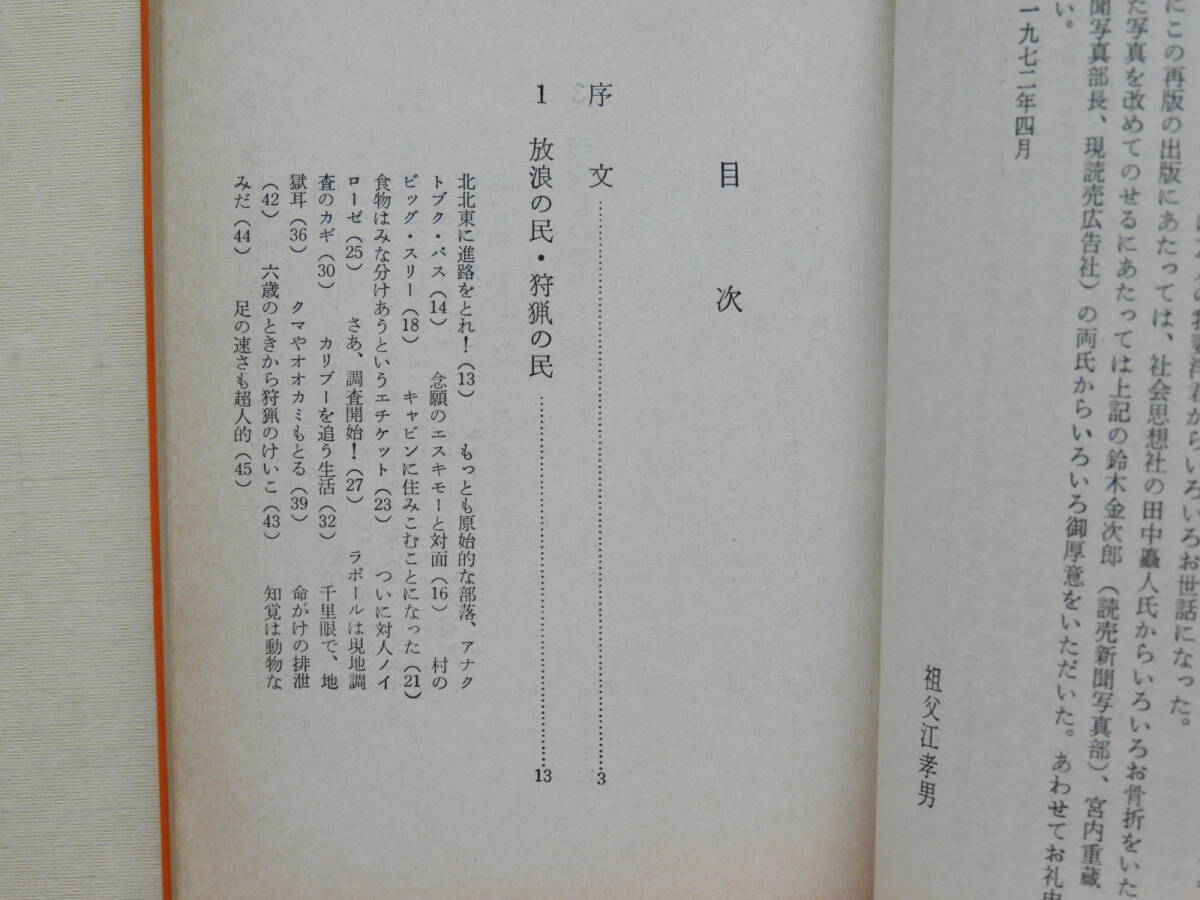 お世話になった。
にこの再版の出版にあたっては、社会思想社の田中矗人氏からいろいろお骨折をいた
た写真を改めてのせるにあたっては上記の鈴木金次郎（読売新聞写真部）、宮内重蔵
聞写真部長、現読売広告社）の両氏からいろいろ御厚意をいただいた。あわせてお礼申
い。
一九七二年四月
祖父江孝男
目次
序文……………………3
1 放浪の民・狩猟の民……………………13
北北東に進路をとれ！（13） もっとも原始的な部落、アナク
トブク・パス（14） 念願のエスキモーと対面（16） 村の
ビッグ・スリー（18） キャビンに住みこむことになった（21）
食物はみな分けあうというエチケット（23） ついに対人ノイ
ローゼ（25） さあ、調査開始！（27） ラポールは現地調
査のカギ（30） カリブーを追う生活（32） 千里眼で、地
獄耳（36） クマやオオカミもとる（39） 命がけの排泄
（42） 六歳のときから狩猟のけいこ（43） 知覚は動物な
みだ（44） 足の速さも超人的（45）